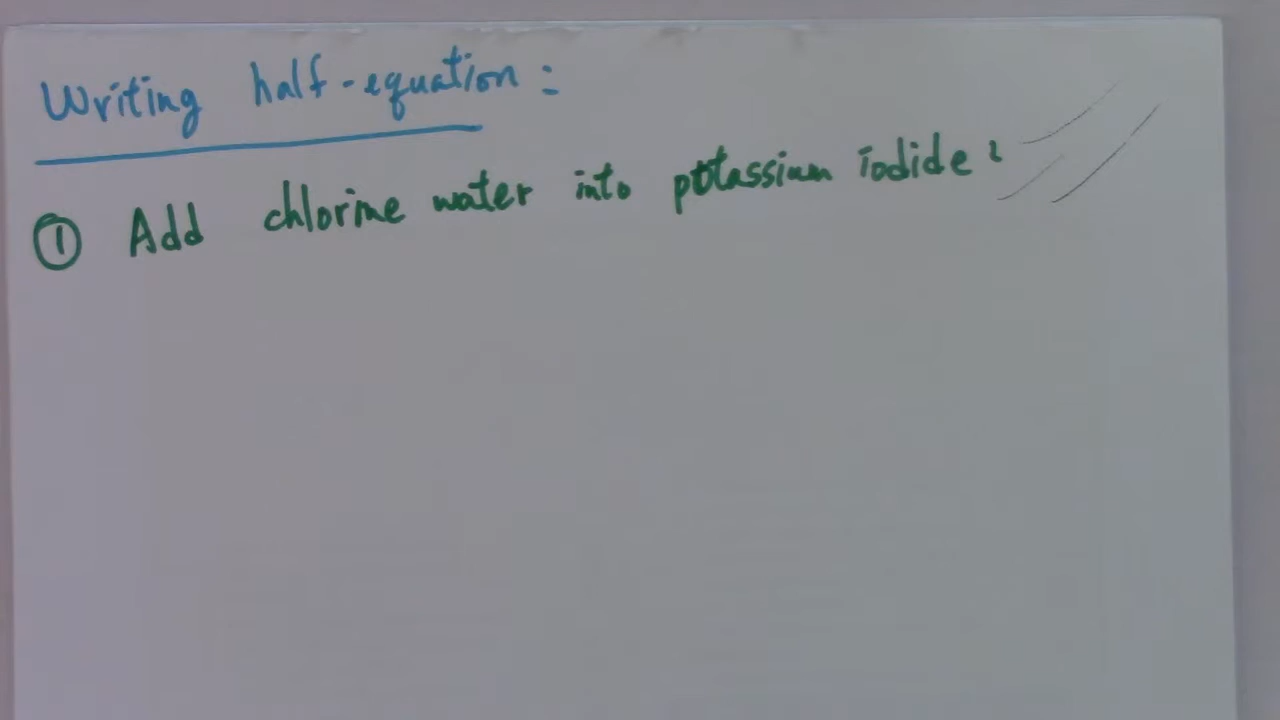 Writing half-equation:
① Add chlorine water into potassium iodide: